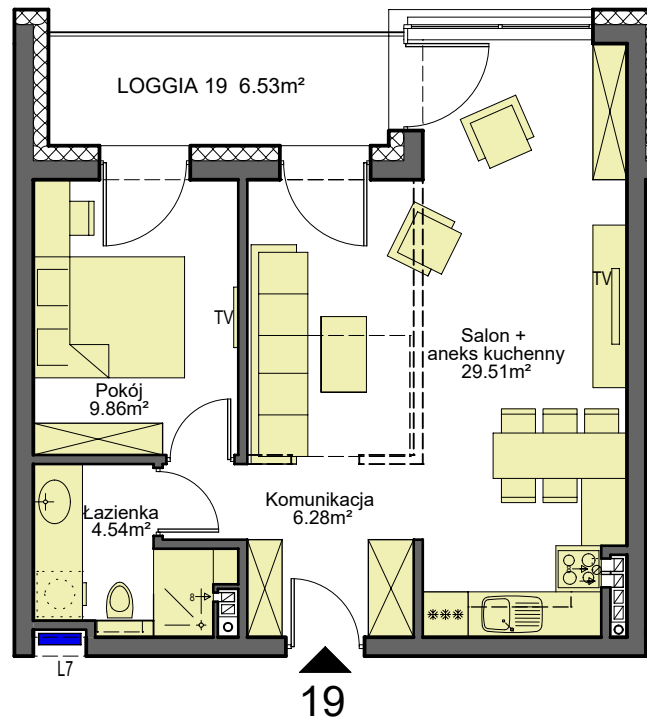 LOGGIA 19 6.53m²
TV
TV
Salon +
aneks kuchenny
29.51m²
Pokój
9.86m²
Łazienka
4.54m²
Komunikacja
6.28m²
8
***
L7
19